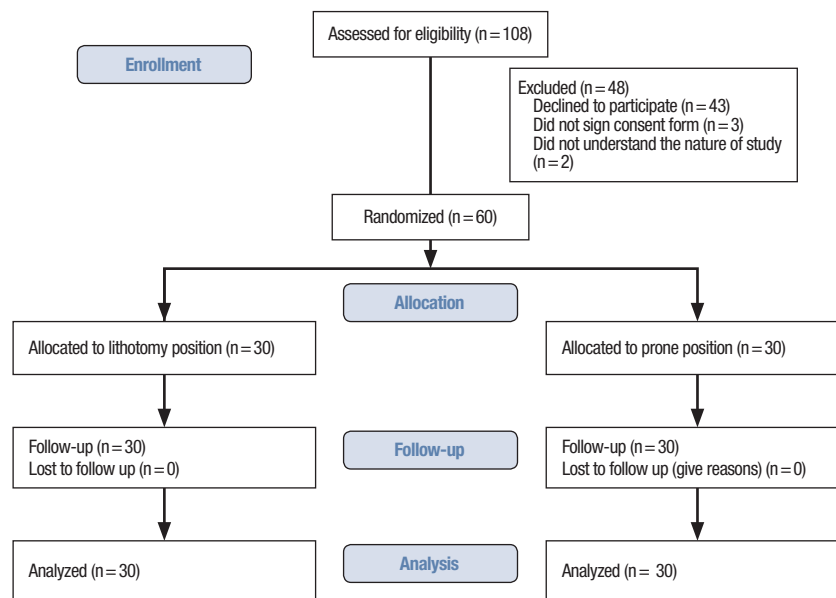 Assessed for eligibility (n = 108)
Enrollment
Excluded (n = 48)
Declined to participate (n = 43)
Did not sign consent form (n = 3)
Did not understand the nature of study
(n = 2)
Randomized (n = 60)
Allocation
Allocated to lithotomy position (n = 30)
Allocated to prone position (n = 30)
Follow-up (n = 30)
Lost to follow up (n = 0)
Follow-up
Follow-up (n = 30)
Lost to follow up (give reasons) (n = 0)
Analyzed (n = 30)
Analysis
Analyzed (n = 30)